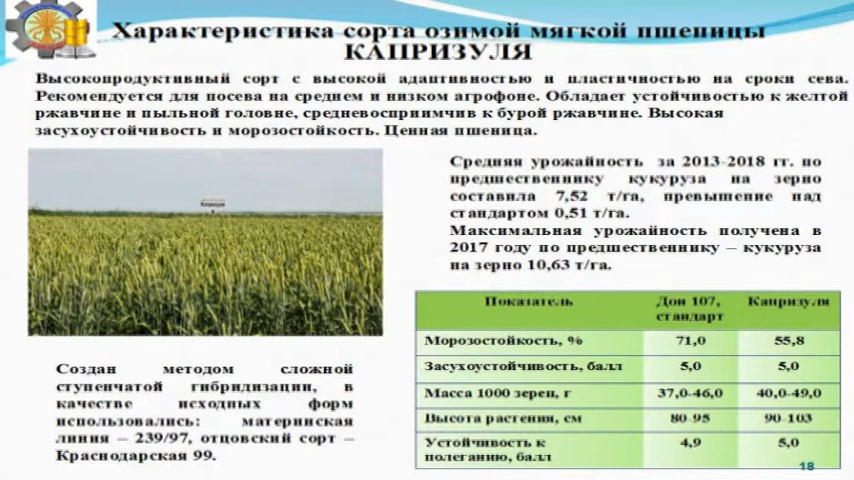 Характеристика сорта озимой мягкой пшеницы
КАПРИЗУЛЯ
Высокопродуктивный сорт с высокой адаптивностью и пластичностью на сроки сева.
Рекомендуется для посева на среднем и низком агрофоне. Обладает устойчивостью к желтой
ржавчине и пыльной головне, средневосприимчив к бурой ржавчине. Высокая
засухоустойчивость и морозостойкость. Ценная пшеница.
Капризуля
Средняя урожайность за 2013-2018 гг. по
предшественнику кукуруза на зерно
составила 7,52 т/га, превышение над
стандартом 0,51 т/га.
Максимальная урожайность получена в
2017 году по предшественнику – кукуруза
на зерно 10,63 т/га.
Создан методом сложной
ступенчатой гибридизации, в
качестве исходных форм
использовались: материнская
линия – 239/97, отцовский сорт –
Краснодарская 99.
Показатель Дон 107, стандарт Капризуля
Морозостойкость, % 71,0 55,8
Засухоустойчивость, балл 5,0 5,0
Масса 1000 зерен, г 37,0-46,0 40,0-49,0
Высота растения, см 80-95 90-103
Устойчивость к полеганию, балл 4,9 5,0
18